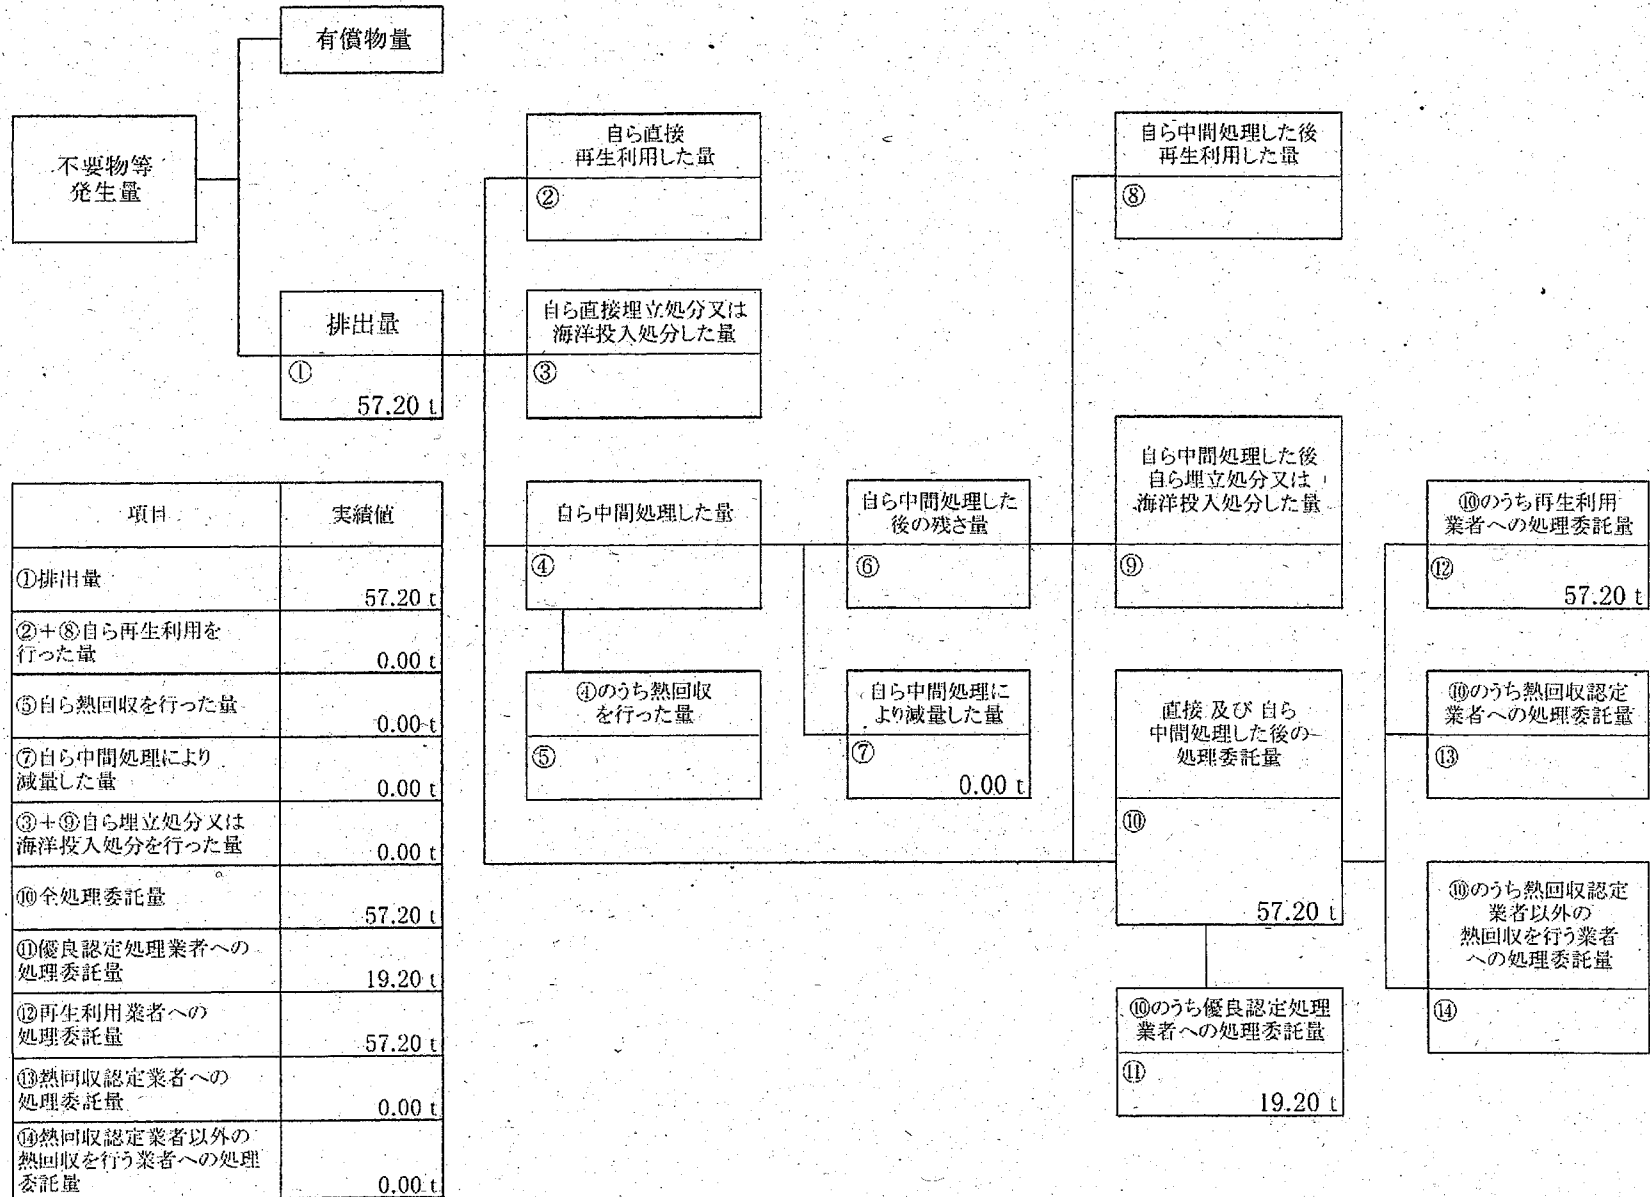 有償物量
不要物等
発生量
排出量
①
57.20 t
自ら直接
再生利用した量
②
自ら直接埋立処分又は
海洋投入処分した量
③
自ら中間処理した量
④
④のうち熱回収
を行った量
⑤
自ら中間処理した
後の残さ量
⑥
自ら中間処理に
より減量した量
⑦
0.00 t
自ら中間処理した後
再生利用した量
⑧
自ら中間処理した後
自ら埋立処分又は
海洋投入処分した量
⑨
直接 及び 自ら
中間処理した後の
処理委託量
⑩
57.20 t
⑩のうち優良認定処理
業者への処理委託量
⑪
19.20 t
⑩のうち再生利用
業者への処理委託量
⑫
57.20 t
⑩のうち熱回収認定
業者への処理委託量
⑬
⑩のうち熱回収認定
業者以外の
熱回収を行う業者
への処理委託量
⑭
項目 実績値
①排出量
57.20 t
②+⑧自ら再生利用を
行った量
0.00 t
⑤自ら熱回収を行った量
0.00 t
⑦自ら中間処理により
減量した量
0.00 t
③+⑨自ら埋立処分又は
海洋投入処分を行った量
0.00 t
⑩全処理委託量
57.20 t
⑪優良認定処理業者への
処理委託量
19.20 t
⑫再生利用業者への
処理委託量
57.20 t
⑬熱回収認定業者への
処理委託量
0.00 t
⑭熱回収認定業者以外の
熱回収を行う業者への処理
委託量
0.00 t